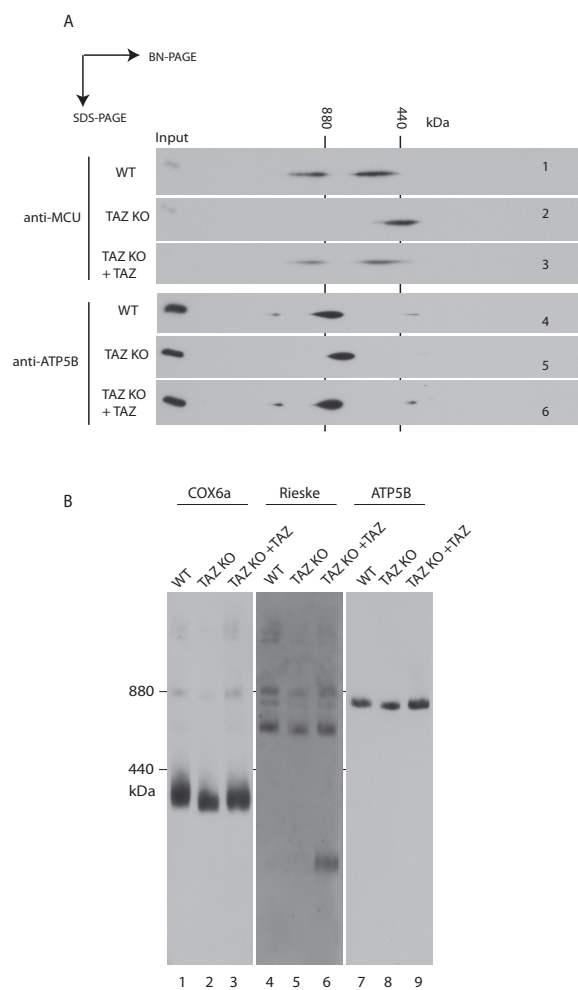 A
BN-PAGE
SDS-PAGE
880
440
kDa
Input
WT
1
anti-MCU
TAZ KO
2
TAZ KO
+ TAZ
3
WT
4
anti-ATP5B
TAZ KO
5
TAZ KO
+ TAZ
6
B
COX6a Rieske ATP5B
WT TAZ KO TAZ KO +TAZ WT TAZ KO TAZ KO +TAZ WT TAZ KO TAZ KO +TAZ
880
440
kDa
1 2 3 4 5 6 7 8 9